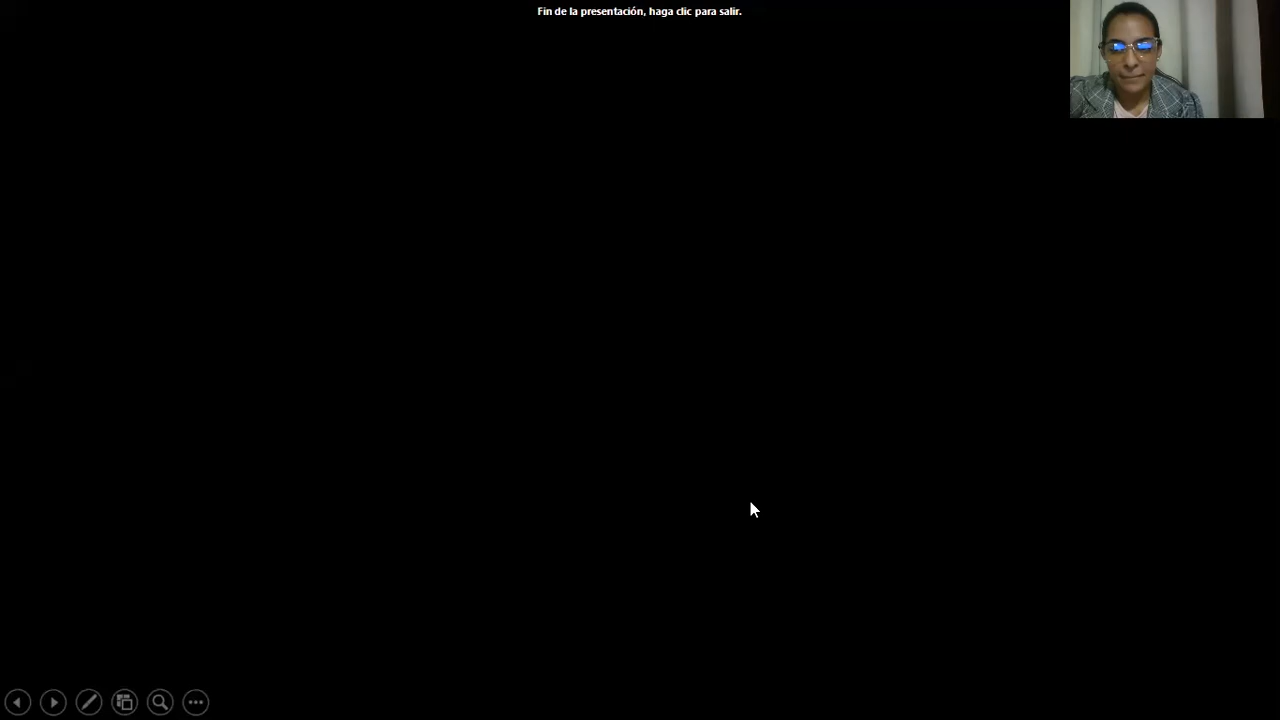 Fin de la presentación, haga clic para salir.